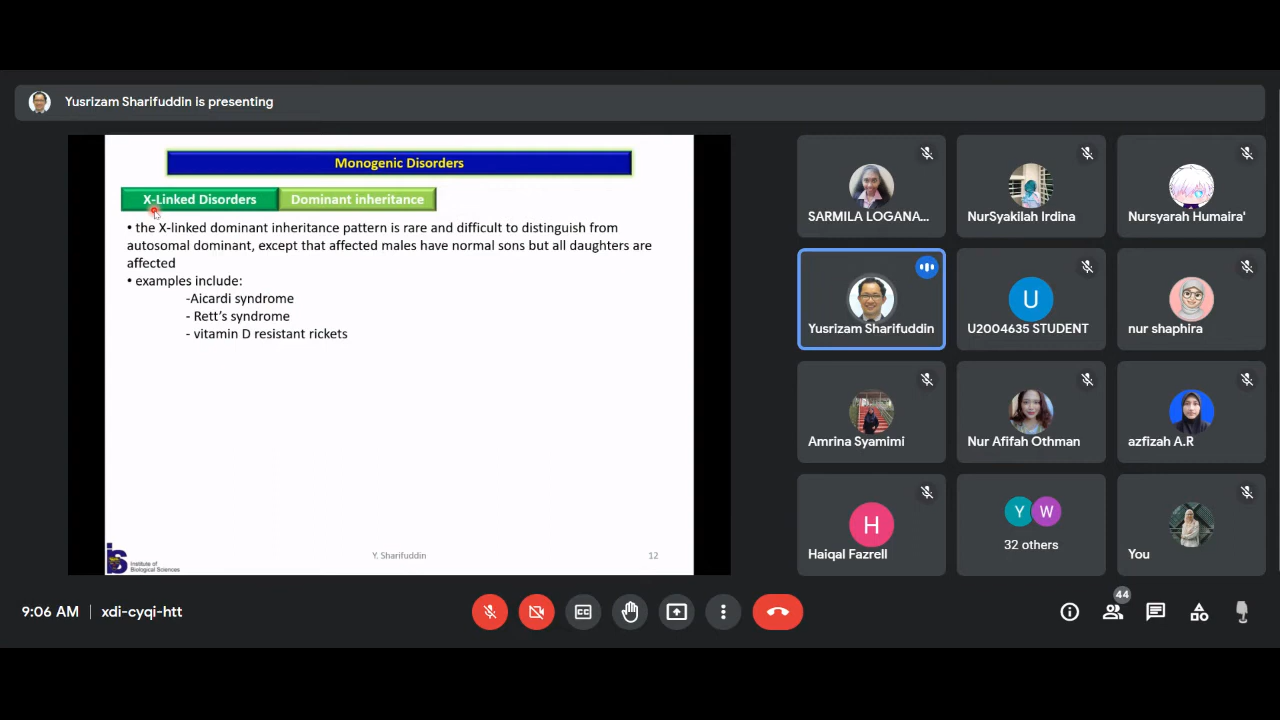 Yusrizam Sharifuddin is presenting
Monogenic Disorders
X-Linked Disorders
Dominant inheritance
• the X-linked dominant inheritance pattern is rare and difficult to distinguish from
autosomal dominant, except that affected males have normal sons but all daughters are
affected
• examples include:
-Aicardi syndrome
- Rett's syndrome
- vitamin D resistant rickets
is
Institute of
Biological Sciences
Y. Sharifuddin
12
SARMILA LOGANA...
NurSyakilah Irdina
Nursyarah Humaira'
Yusrizam Sharifuddin
U
U2004635 STUDENT
nur shaphira
Amrina Syamimi
Nur Afifah Othman
azfizah A.R
H
Haiqal Fazrell
Y W
32 others
You
9:06 AM | xdi-cyqi-htt
CC
44